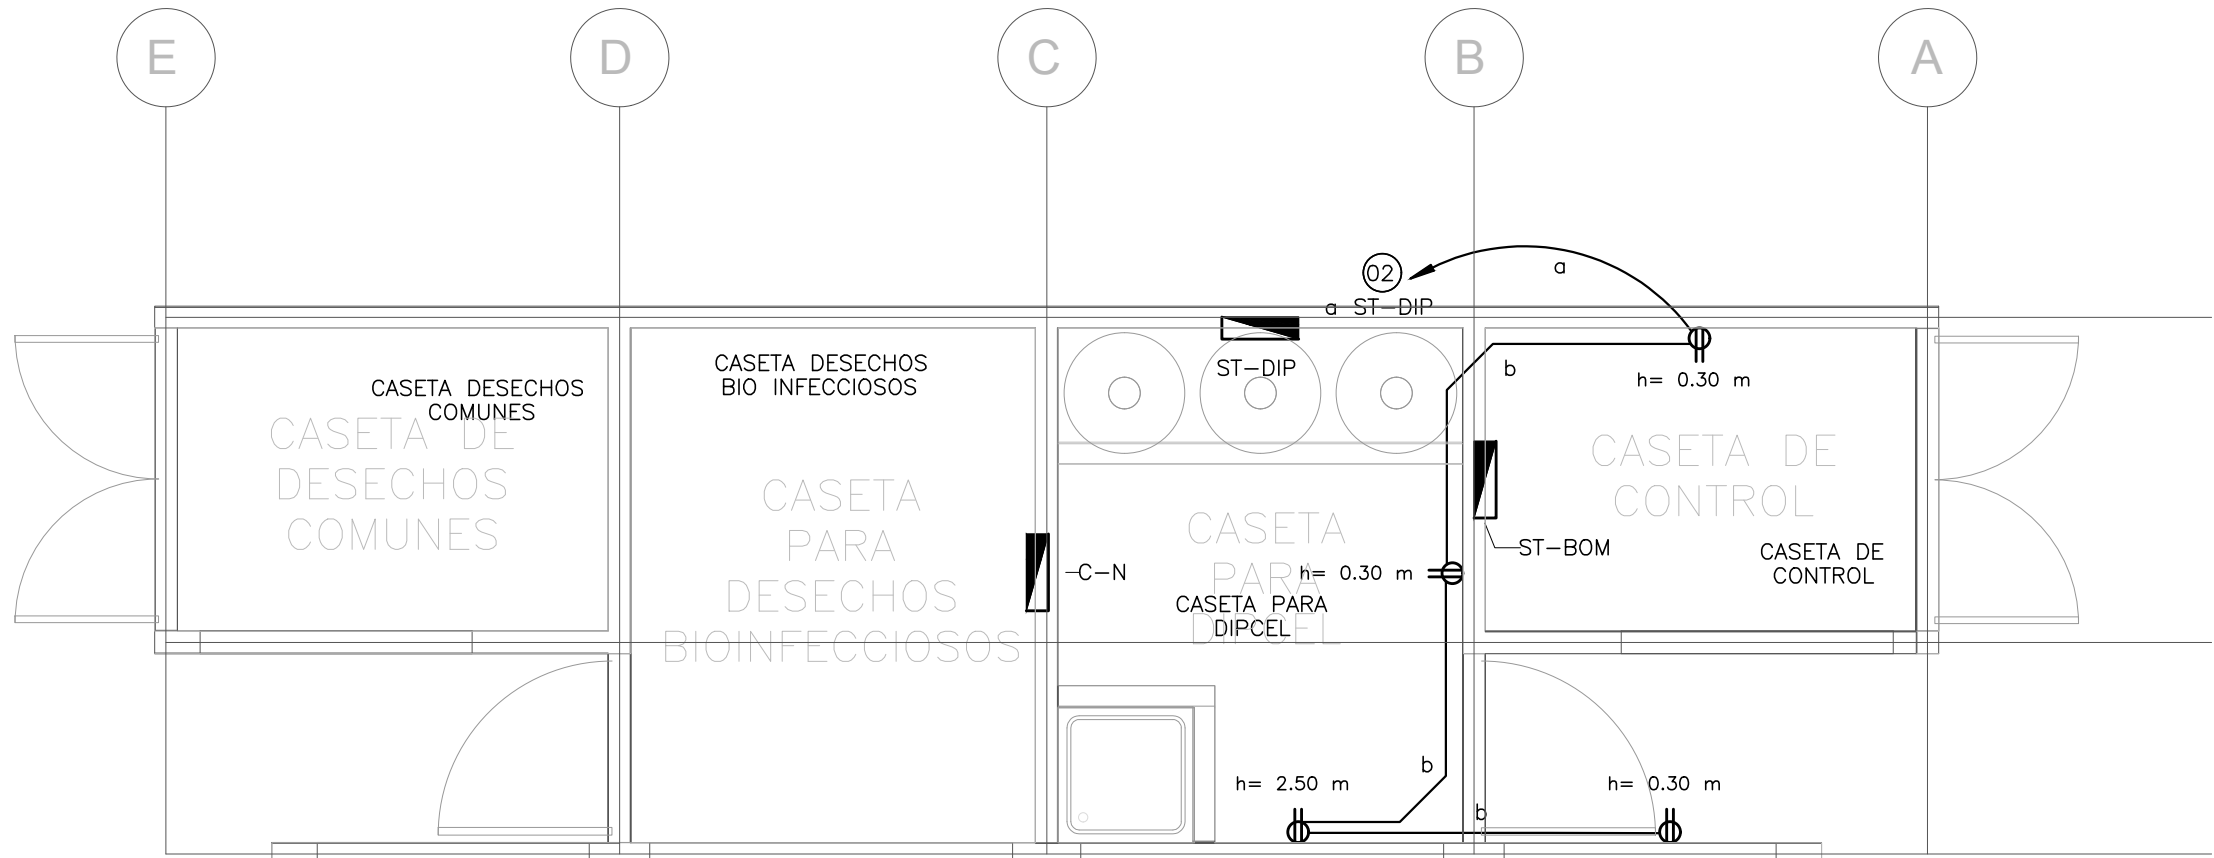 E
D
C
B
A
02
a
a ST-DIP
CASETA DESECHOS
BIO INFECCIOSOS
ST-DIP
b
h= 0.30 m
CASETA DESECHOS
COMUNES
CASETA DE
DESECHOS
COMUNES
CASETA DE
CONTROL
CASETA
PARA
DESECHOS
BIOINFECCIOSOS
CASETA
PARA
DIPCEL
ST-BOM
CASETA DE
CONTROL
C-N
h= 0.30 m
CASETA PARA
DIPCEL
b
h= 2.50 m
h= 0.30 m
b